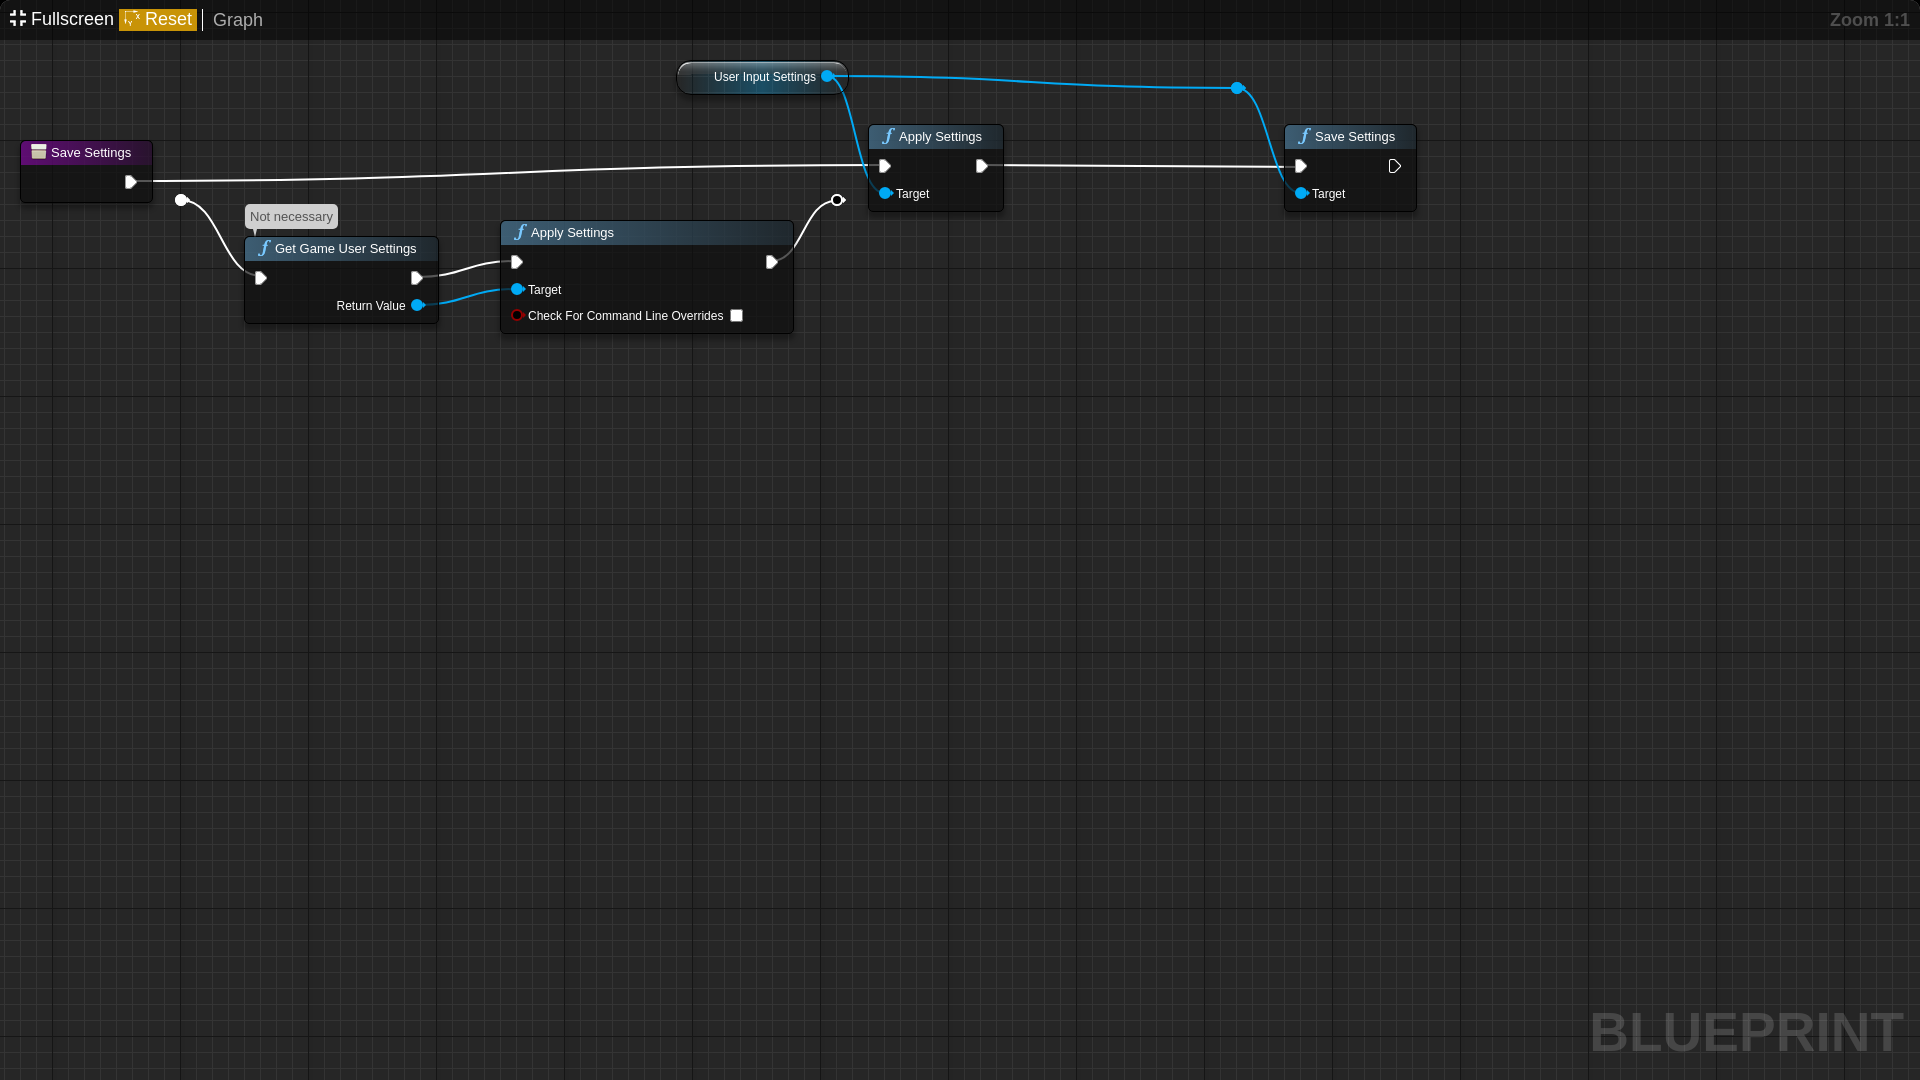 Fullscreen Reset Graph Zoom 1:1
User Input Settings
Apply Settings
Target
Save Settings
Target
Save Settings
Not necessary
Get Game User Settings
Return Value
Apply Settings
Target
Check For Command Line Overrides
BLUEPRINT